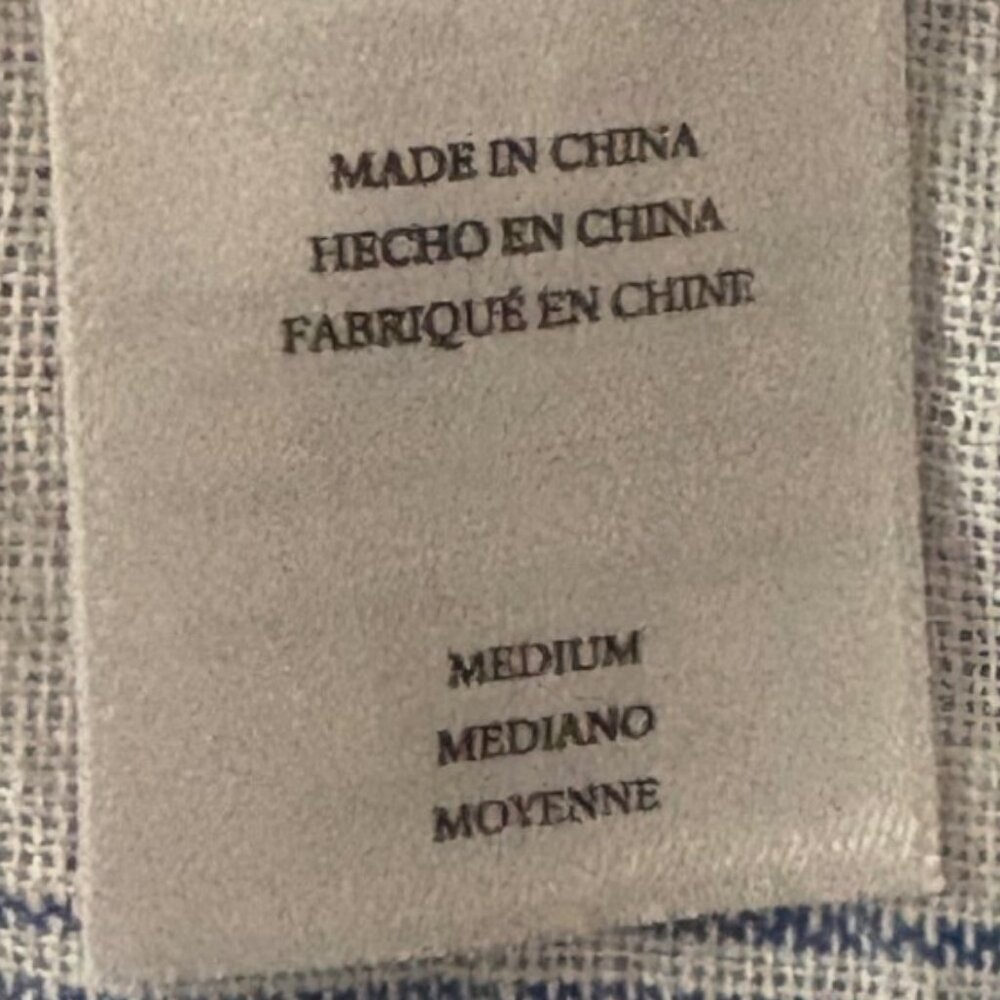 MADE IN CHINA
HECHO EN CHINA
FABRIQUÉ EN CHINE
MEDIUM
MEDIANO
MOYENNE